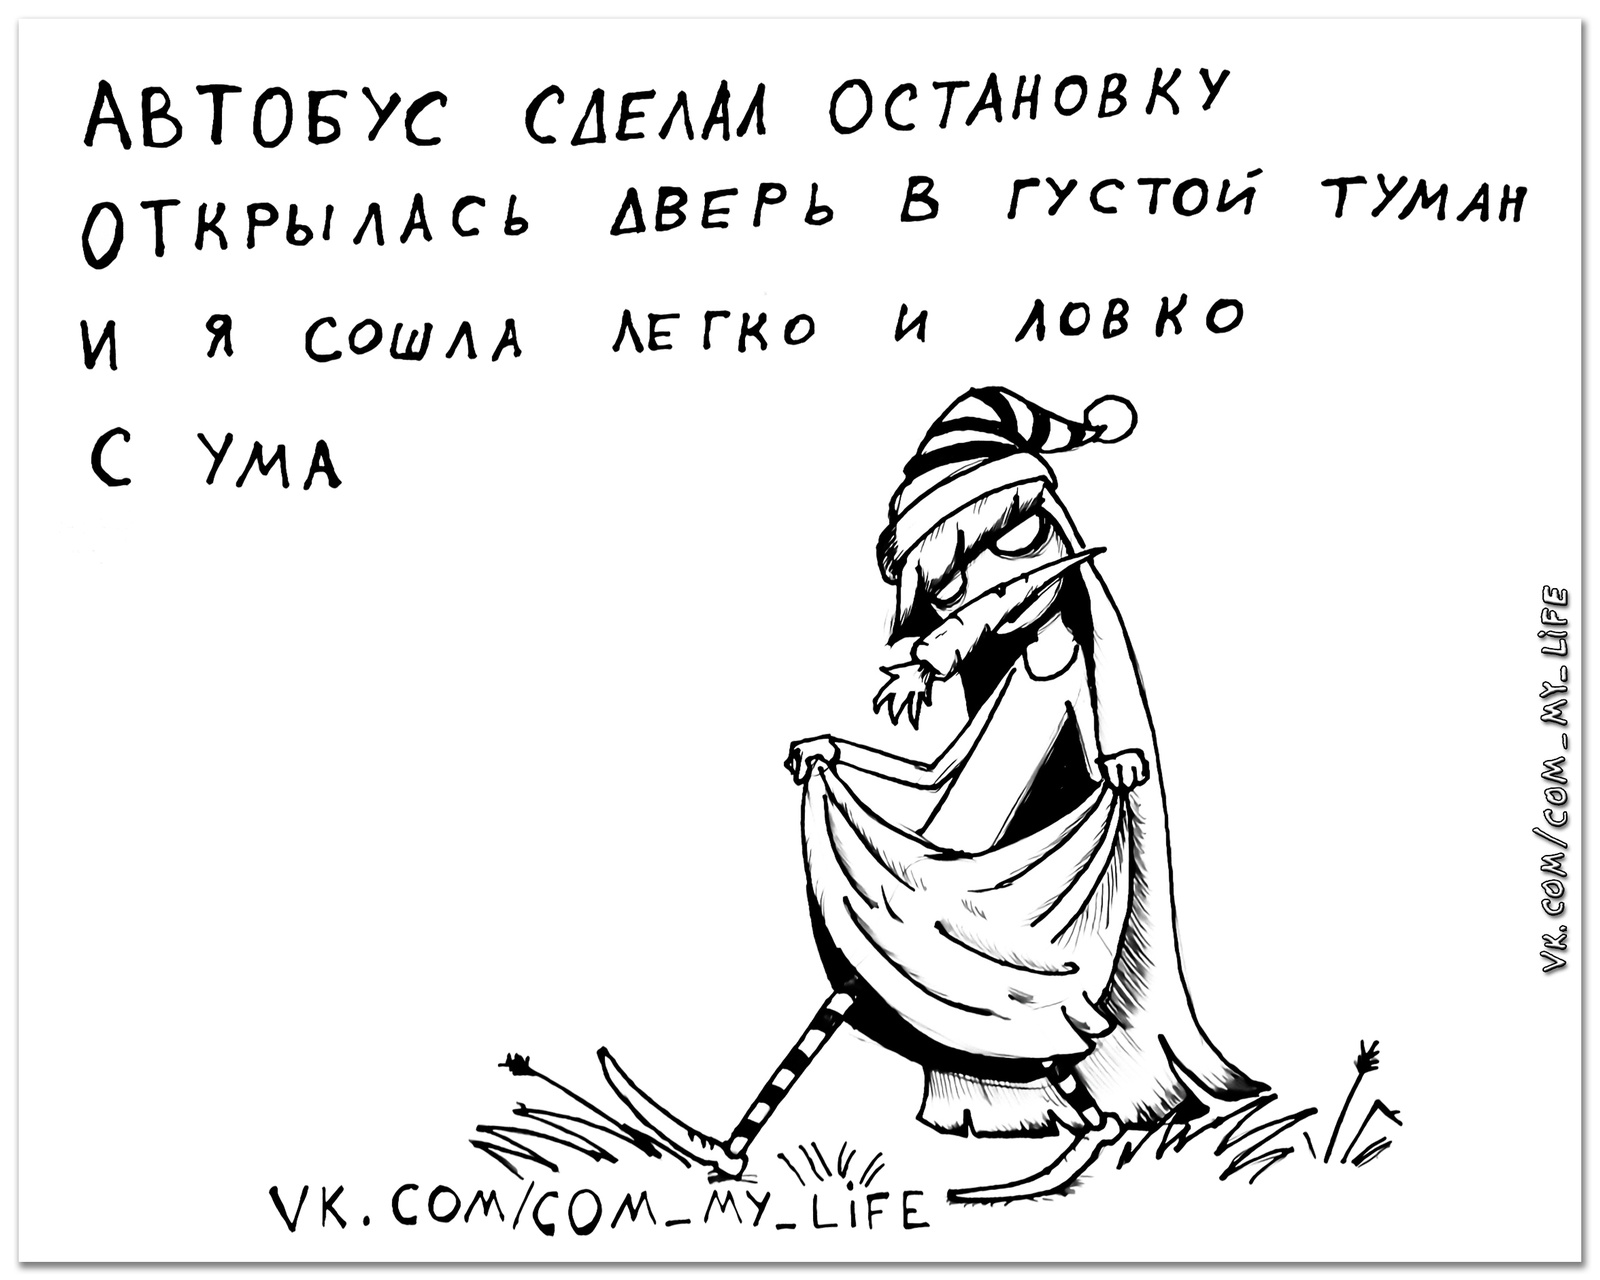 АВТОБУС СДЕЛАЛ ОСТАНОВКУ
ОТКРЫЛАСЬ ДВЕРЬ В ГУСТОЙ ТУМАН
И Я СОШЛА ЛЕГКО И ЛОВКО
С УМА
VK.COM/COM_MY_LiFE
VK.COM/COM_MY_LiFE